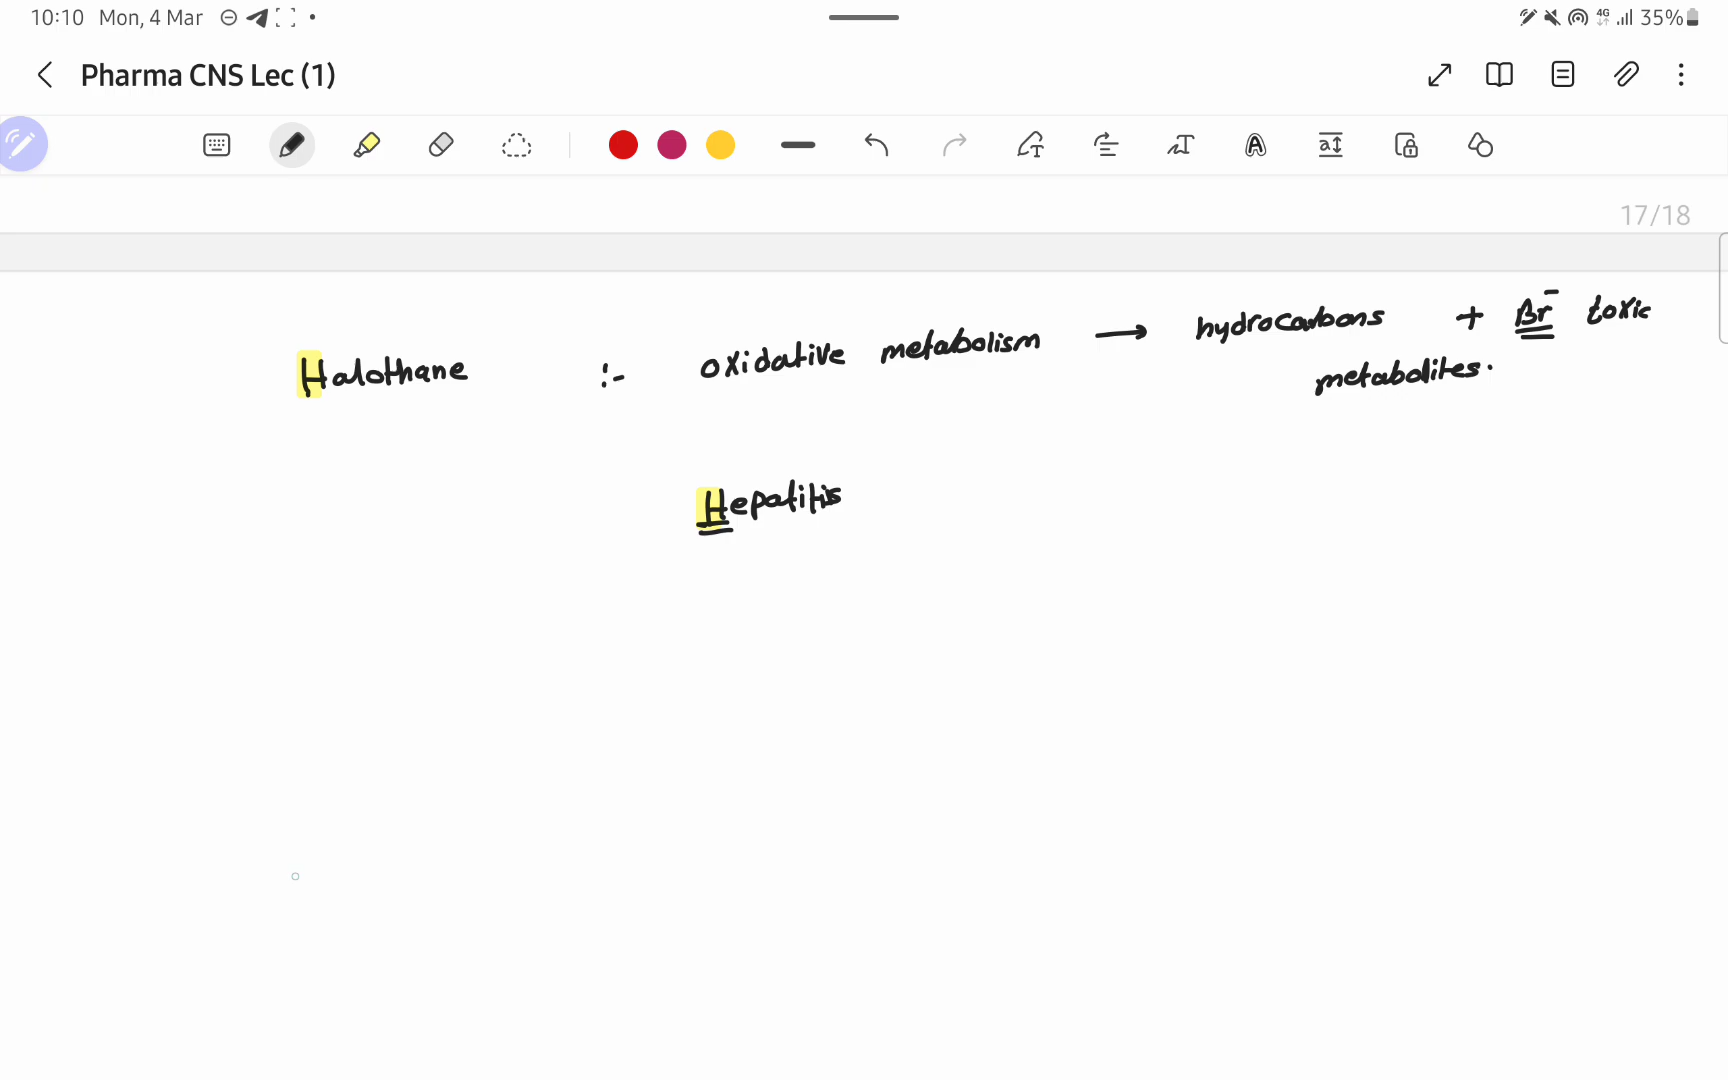 10:10 Mon, 4 Mar
4G 35%
Pharma CNS Lec (1)
17/18
Halothane :- oxidative metabolism → hydrocarbons + Br⁻ toxic
metabolites.
Hepatitis